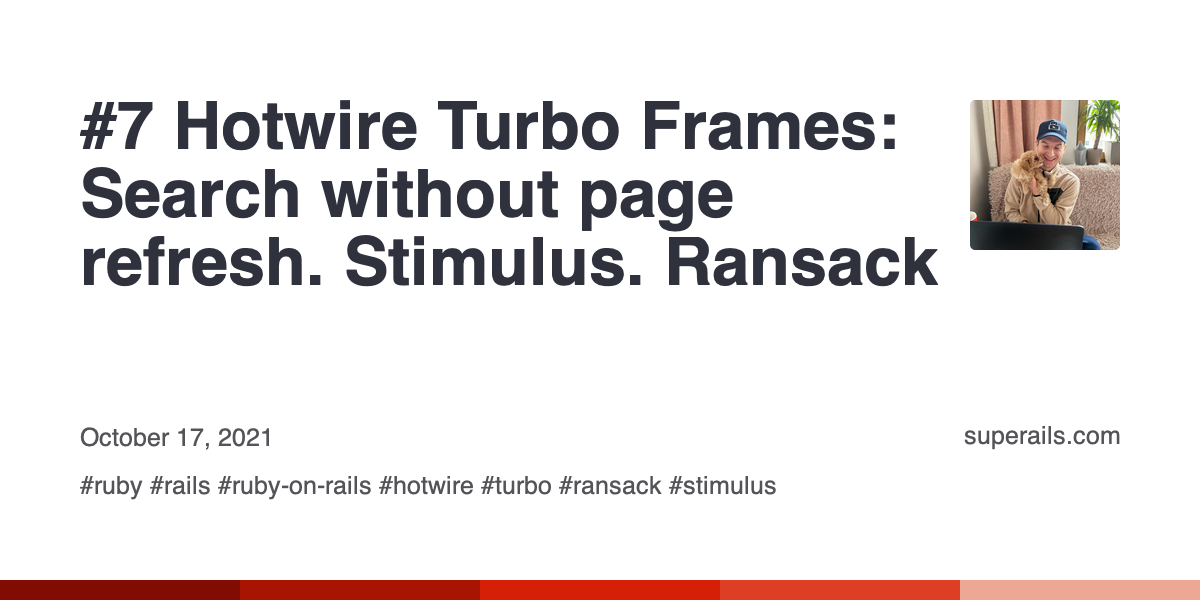 #7 Hotwire Turbo Frames:
Search without page
refresh. Stimulus. Ransack
October 17, 2021
superails.com
#ruby #rails #ruby-on-rails #hotwire #turbo #ransack #stimulus